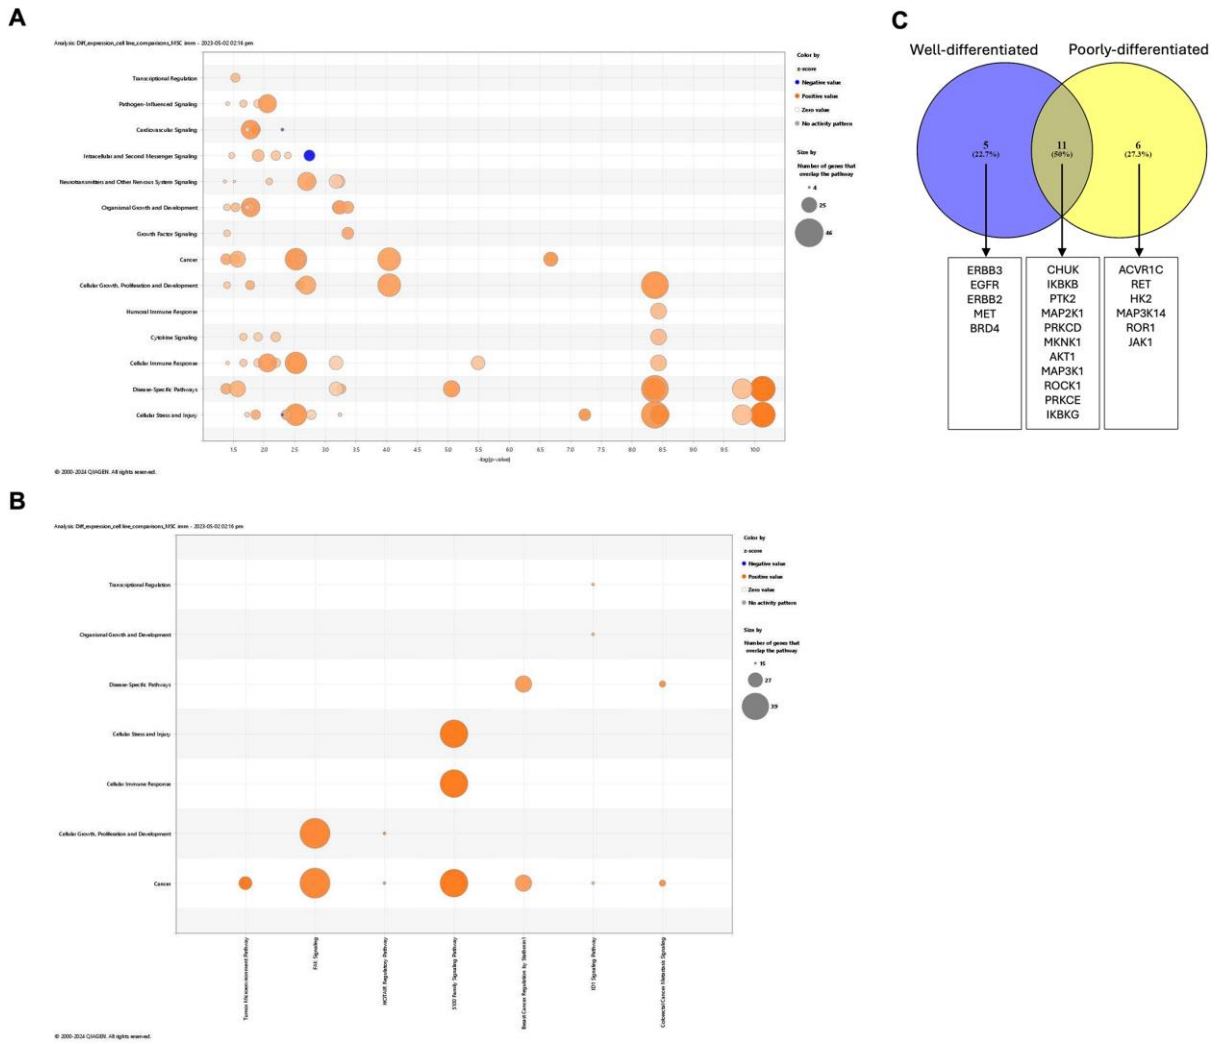 A
Analysis: Diff_expression_cell line_comparisons_MSC imm - 2023-05-02 02:16 pm
Transcriptional Regulation
Pathogen-Influenced Signaling
Cardiovascular Signaling
Intracellular and Second Messenger Signaling
Neurotransmitters and Other Nervous System Signaling
Organismal Growth and Development
Growth Factor Signaling
Cancer
Cellular Growth, Proliferation and Development
Humoral Immune Response
Cytokine Signaling
Cellular Immune Response
Disease-Specific Pathways
Cellular Stress and Injury
1.5 2.0 2.5 3.0 3.5 4.0 4.5 5.0 5.5 6.0 6.5 7.0 7.5 8.0 8.5 9.0 9.5 10.0
-log(p-value)
© 2000-2024 QIAGEN. All rights reserved.
Color by
z-score
Negative value
Positive value
Zero value
No activity pattern
Size by
Number of genes that
overlap the pathway
4
25
46
B
Analysis: Diff_expression_cell line_comparisons_MSC imm - 2023-05-02 02:16 pm
Transcriptional Regulation
Organismal Growth and Development
Disease-Specific Pathways
Cellular Stress and Injury
Cellular Immune Response
Cellular Growth, Proliferation and Development
Cancer
Tumor Microenvironment Pathway
FAK Signaling
HOTAIR Regulatory Pathway
S100 Family Signaling Pathway
Breast Cancer Regulation by Stathmin1
ID1 Signaling Pathway
Colorectal Cancer Metastasis Signaling
© 2000-2024 QIAGEN. All rights reserved.
Color by
z-score
Negative value
Positive value
Zero value
No activity pattern
Size by
Number of genes that
overlap the pathway
15
27
39
C
Well-differentiated
Poorly-differentiated
5
(22.7%)
11
(50%)
6
(27.3%)
ERBB3
EGFR
ERBB2
MET
BRD4
CHUK
IKBKB
PTK2
MAP2K1
PRKCD
MKNK1
AKT1
MAP3K1
ROCK1
PRKCE
IKBKG
ACVR1C
RET
HK2
MAP3K14
ROR1
JAK1